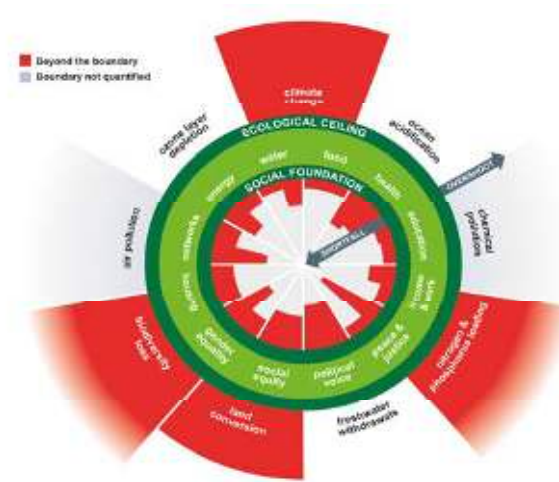 Beyond the boundary
Boundary not quantified
climate
change
ozone layer
depletion
ECOLOGICAL CEILING
ocean
acidification
water
food
energy
SOCIAL FOUNDATION
health
OVERSHOOT
networks
education
air pollution
chemical
pollution
SHORTFALL
housing
income
& work
biodiversity
loss
gender
equality
peace &
justice
nitrogen &
phosphorus loading
social
equity
political
voice
land
conversion
freshwater
withdrawals